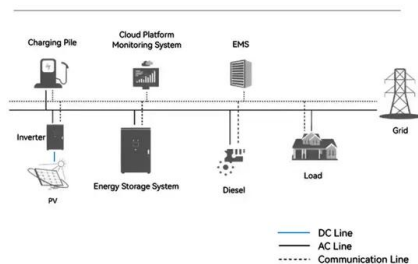 Charging Pile
Cloud Platform
Monitoring System
EMS
Grid
Inverter
PV
Energy Storage System
Diesel
Load
DC Line
AC Line
Communication Line